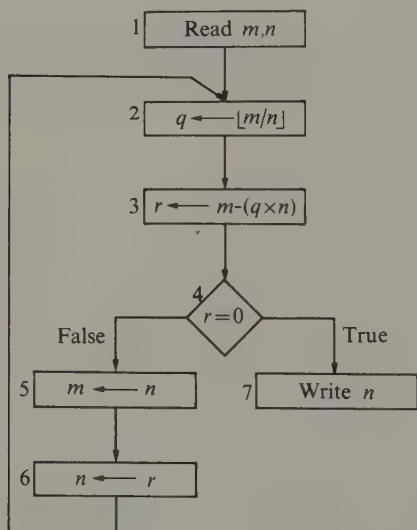 1 Read m,n
2 q ← ⌊m/n⌋
3 r ← m-(q×n)
4
r=0
False
True
5 m ← n
7 Write n
6 n ← r